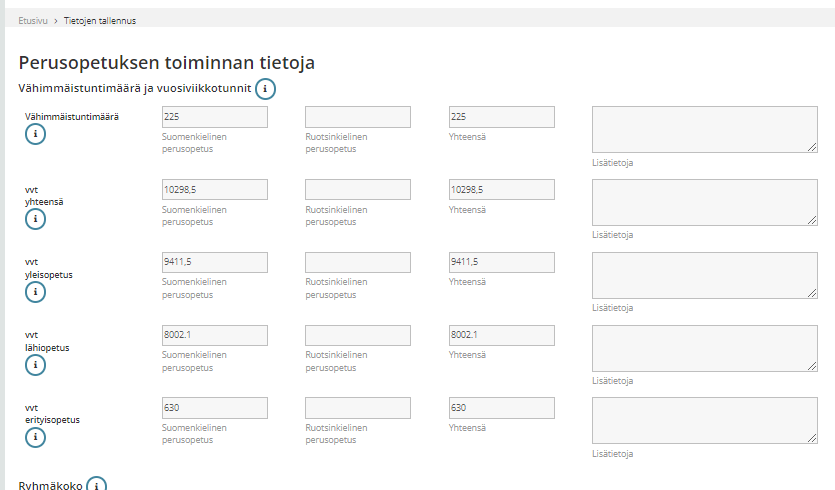 Etusivu > Tietojen tallennus
Perusopetuksen toiminnan tietoja
Vähimmäistuntimäärä ja vuosiviikkotunnit i
Vähimmäistuntimäärä 225 225
i
Suomenkielinen Ruotsinkielinen Yhteensä
perusopetus perusopetus
Lisätietoja
vvt 10298,5 10298,5
yhteensä
i
Suomenkielinen Ruotsinkielinen Yhteensä
perusopetus perusopetus
Lisätietoja
vvt 9411,5 9411,5
yleisopetus
i
Suomenkielinen Ruotsinkielinen Yhteensä
perusopetus perusopetus
Lisätietoja
vvt 8002.1 8002.1
lähiopetus
i
Suomenkielinen Ruotsinkielinen Yhteensä
perusopetus perusopetus
Lisätietoja
vvt 630 630
erityisopetus
i
Suomenkielinen Ruotsinkielinen Yhteensä
perusopetus perusopetus
Lisätietoja
Ryhmäkoko i